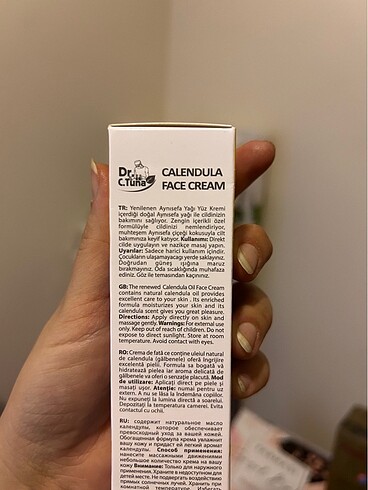 Dr.
C.Tuna
CALENDULA
FACE CREAM
TR: Yenilenen Aynısefa Yağı Yüz Kremi
içerdiği doğal Aynısefa yağı ile cildinizin
bakımını sağlıyor. Zengin içerikli özel
formülüyle cildinizi nemlendiriyor,
muhteşem Aynısefa çiçeği kokusuyla cilt
bakımınıza keyif katıyor. Kullanımı: Direkt
cilde uygulayın ve nazikçe masaj yapın.
Uyarılar: Sadece harici kullanım içindir.
Çocukların ulaşamayacağı yerde saklayınız.
Doğrudan güneş ışığına maruz
bırakmayınız. Oda sıcaklığında muhafaza
ediniz. Göz ile temasından kaçınınız.
GB: The renewed Calendula Oil Face Cream
contains natural calendula oil provides
excellent care to your skin , Its enriched
formula moisturizes your skin and its
calendula scent gives you great pleasure.
Directions: Apply directly on skin and
massage gently. Warnings: For external use
only. Keep out of reach of children. Do not
expose to direct sunlight. Store at room
temperature. Avoid contact with eyes.
RO: Crema de fată ce conține uleiul natural
de calendula (gălbenele) oferă îngrijire
excelentă pielii. Formula sa bogată vă
hidratează pielea iar aroma delicată de
gălbenele va oferi o senzație placută. Mod
de utilizare: Aplicați direct pe piele și
masați ușor. Atenție: numai pentru uz
extern. A nu se lăsa la îndemâna copiilor.
Nu expuneți la lumina directă a soarelui.
Depozitați la temperatura camerei. Evita
contactul cu ochii.
RU: содержит натуральное масло
календулы, которое обеспечивает
превосходный уход за вашей кожей.
Обогащенная формула крема увлажнит
вашу кожу и придаст ей легкий аромат
календулы. Способ применения:
нанесите массажными движениями
небольшое количество крема на вашу
кожу. Внимание: Только для наружного
применения. Хранить в недоступном для
детей месте. Не подвергать воздействию
прямых солнечных лучей. Хранить при
комнатной температуре. Избегать